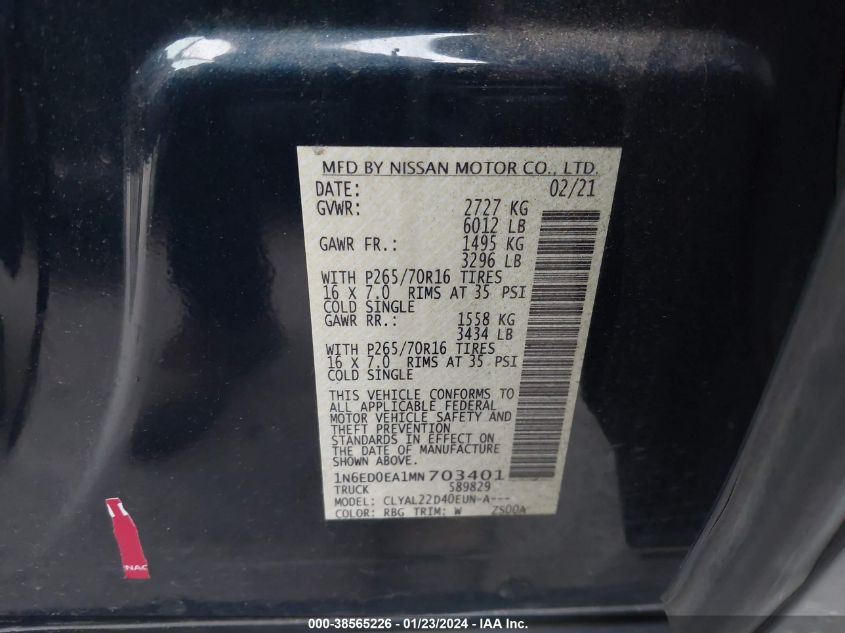 MFD BY NISSAN MOTOR CO., LTD.
DATE: 02/21
GVWR: 2727 KG
6012 LB
GAWR FR.: 1495 KG
3296 LB
WITH P265/70R16 TIRES
16 X 7.0 RIMS AT 35 PSI
COLD SINGLE
GAWR RR.: 1558 KG
3434 LB
WITH P265/70R16 TIRES
16 X 7.0 RIMS AT 35 PSI
COLD SINGLE
THIS VEHICLE CONFORMS TO
ALL APPLICABLE FEDERAL
MOTOR VEHICLE SAFETY AND
THEFT PREVENTION
STANDARDS IN EFFECT ON
THE DATE OF MANUFACTURE
SHOWN ABOVE.
1N6ED0EA1MN703401
TRUCK 589829
MODEL: CLYAL22D40EUN-A---
COLOR: RBG TRIM: W ZS00A
NAC
000-38565226 - 01/23/2024 - IAA Inc.